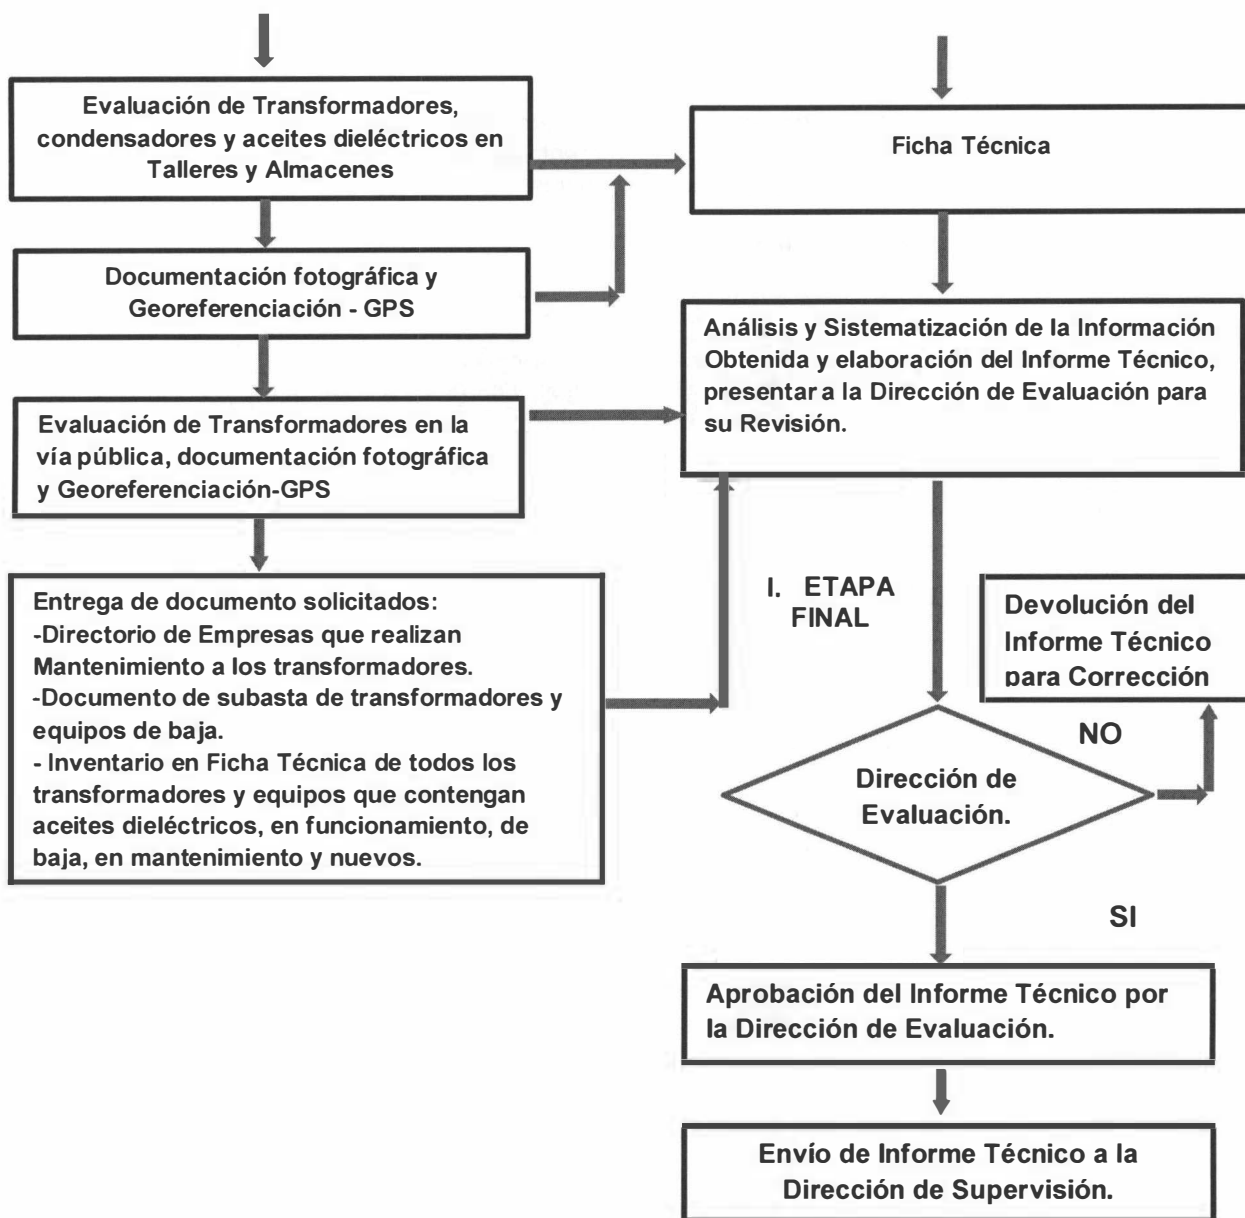 Evaluación de Transformadores,
condensadores y aceites dieléctricos en
Talleres y Almacenes
Ficha Técnica
Documentación fotográfica y
Georeferenciación - GPS
Análisis y Sistematización de la Información
Obtenida y elaboración del Informe Técnico,
presentar a la Dirección de Evaluación para
su Revisión.
Evaluación de Transformadores en la
vía pública, documentación fotográfica
y Georeferenciación-GPS
Entrega de documento solicitados:
-Directorio de Empresas que realizan
Mantenimiento a los transformadores.
-Documento de subasta de transformadores y
equipos de baja.
- Inventario en Ficha Técnica de todos los
transformadores y equipos que contengan
aceites dieléctricos, en funcionamiento, de
baja, en mantenimiento y nuevos.
I. ETAPA
FINAL
Devolución del
Informe Técnico
para Corrección
NO
Dirección de
Evaluación.
SI
Aprobación del Informe Técnico por
la Dirección de Evaluación.
Envío de Informe Técnico a la
Dirección de Supervisión.